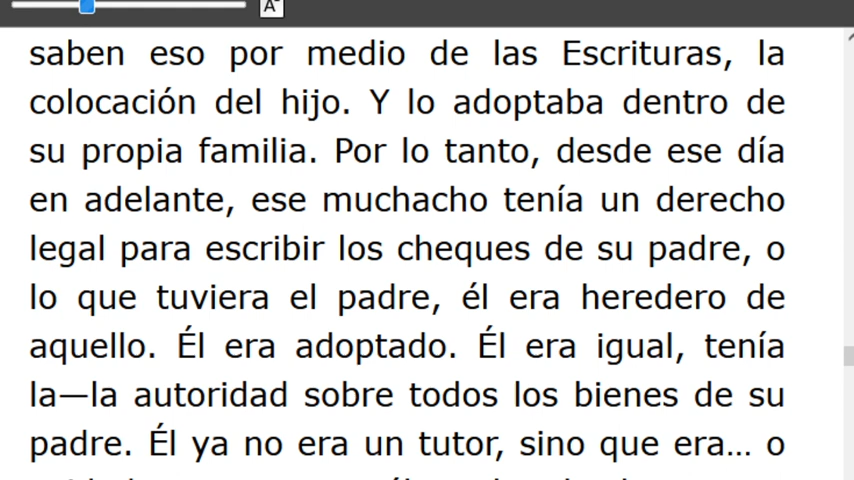 A
saben eso por medio de las Escrituras, la
colocación del hijo. Y lo adoptaba dentro de
su propia familia. Por lo tanto, desde ese día
en adelante, ese muchacho tenía un derecho
legal para escribir los cheques de su padre, o
lo que tuviera el padre, él era heredero de
aquello. Él era adoptado. Él era igual, tenía
la—la autoridad sobre todos los bienes de su
padre. Él ya no era un tutor, sino que era... o